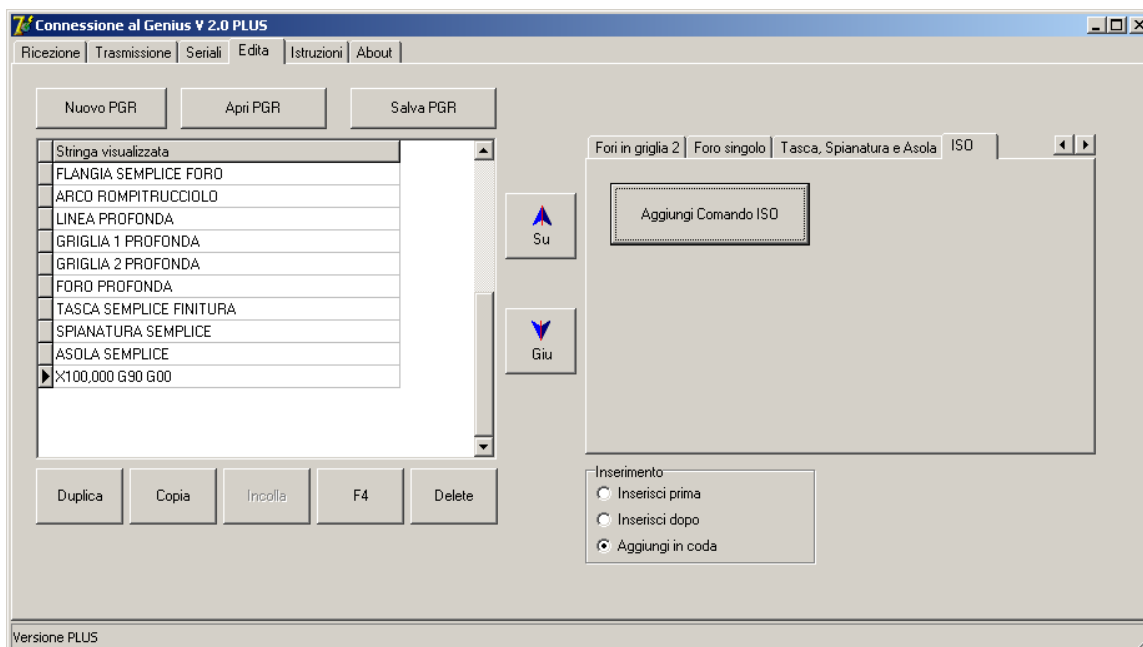 Connessione al Genius V 2.0 PLUS
Ricezione Trasmissione Seriali Edita Istruzioni About
Nuovo PGR Apri PGR Salva PGR
Stringa visualizzata
FLANGIA SEMPLICE FORO
ARCO ROMPITRUCCIOLO
LINEA PROFONDA
GRIGLIA 1 PROFONDA
GRIGLIA 2 PROFONDA
FORO PROFONDA
TASCA SEMPLICE FINITURA
SPIANATURA SEMPLICE
ASOLA SEMPLICE
X100,000 G90 G00
Su
Giu
Fori in griglia 2 Foro singolo Tasca, Spianatura e Asola ISO
Aggiungi Comando ISO
Duplica Copia Incolla F4 Delete
Inserimento
Inserisci prima
Inserisci dopo
Aggiungi in coda
Versione PLUS